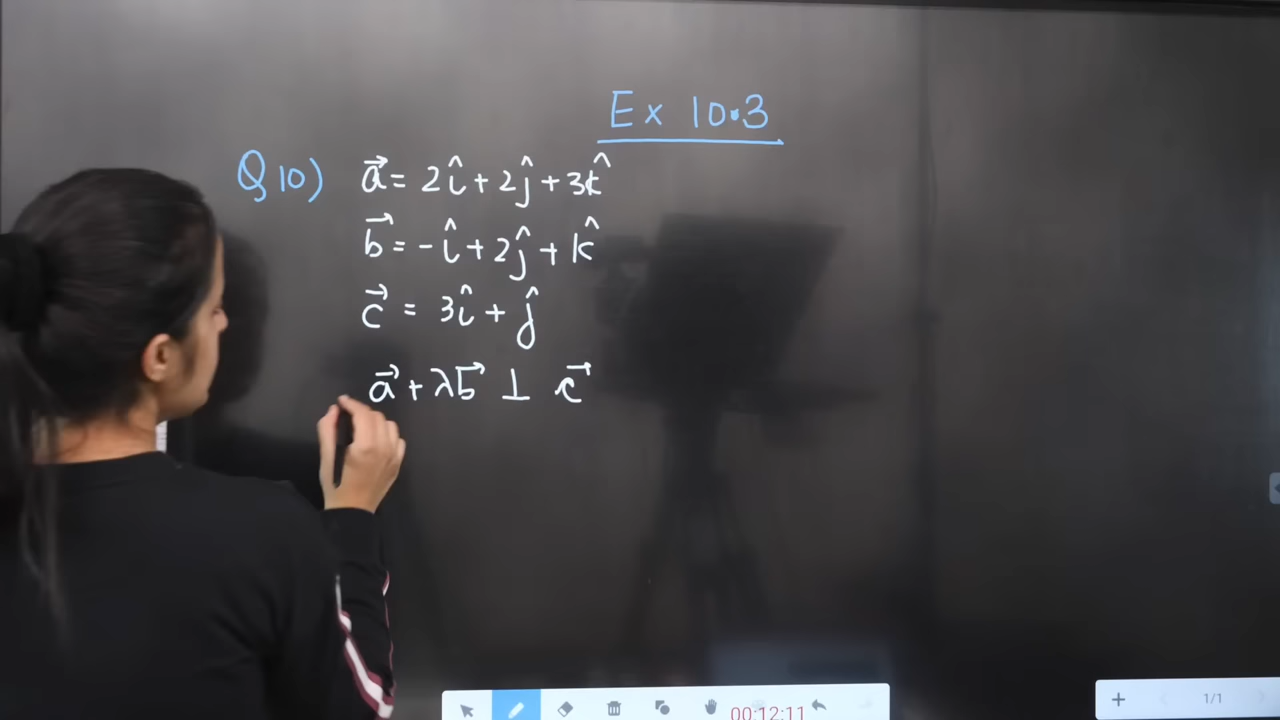 Ex 10.3
Q10) a⃗ = 2î + 2ĵ + 3k̂
b⃗ = -î + 2ĵ + k̂
c⃗ = 3î + ĵ
a⃗ + λb⃗ ⊥ c⃗
00:12:11
1/1